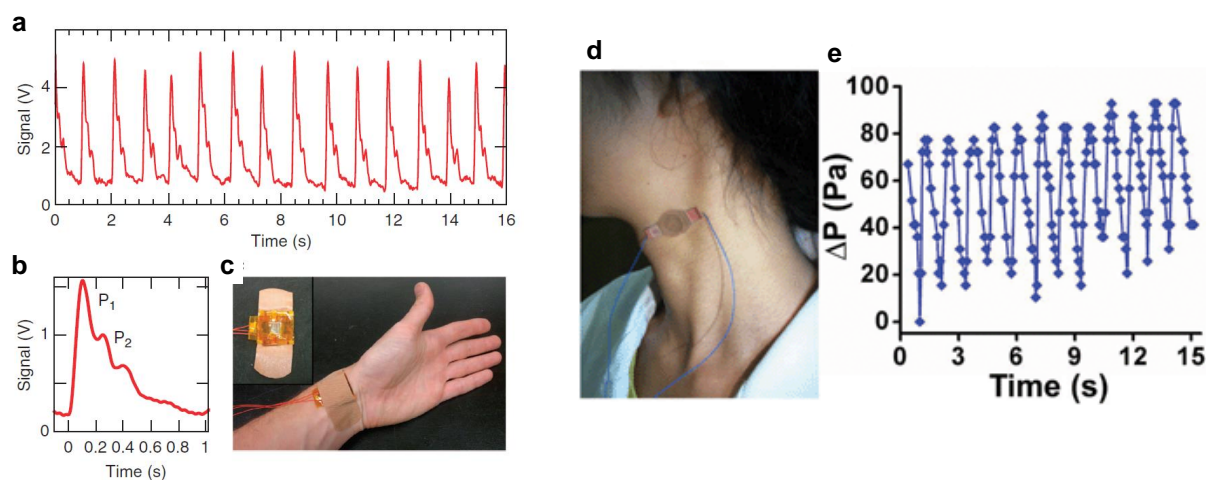 a
Signal (V)
4
2
0
0 2 4 6 8 10 12 14 16
Time (s)
b
Signal (V)
1
0
P1
P2
0 0.2 0.4 0.6 0.8 1
Time (s)
c
d
e
ΔP (Pa)
100
80
60
40
20
0
0 3 6 9 12 15
Time (s)